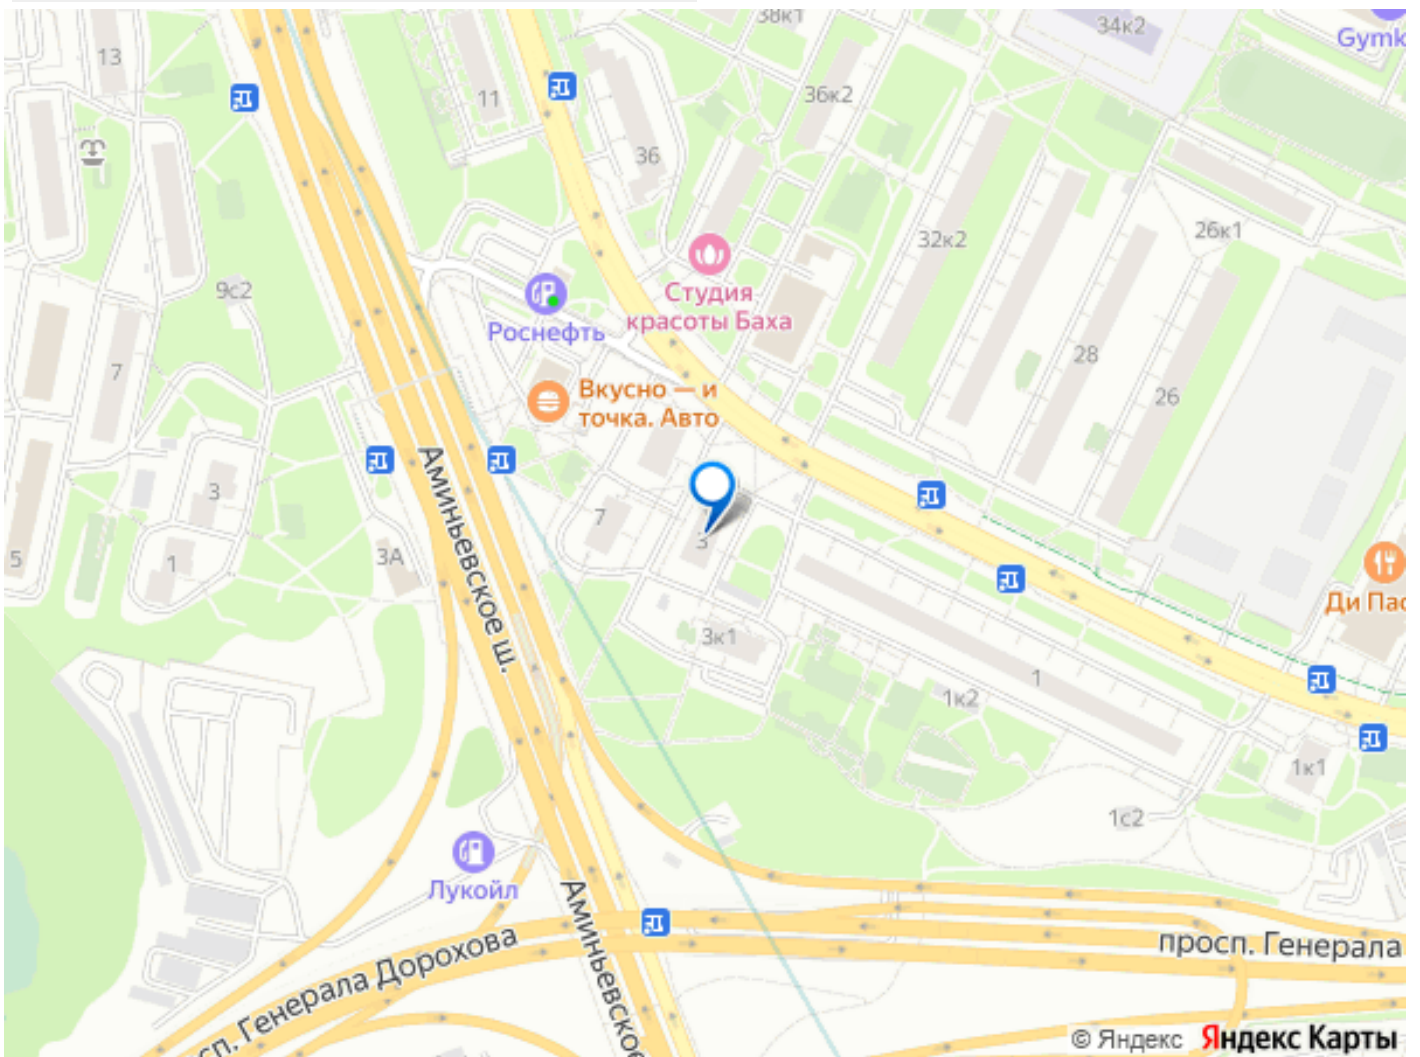 38к1
34к2
Gymk
13
11
36к2
36
32к2
26к1
9с2
Студия
красоты Баха
Роснефть
28
7
Вкусно — и
точка. Авто
26
Аминьевское ш.
3
7
5
1
3А
3
Ди Пас
3к1
1
1к2
1к1
1с2
Лукойл
Аминьевское
просп. Генерала
сп. Генерала Дорохова
© Яндекс Яндекс Карты